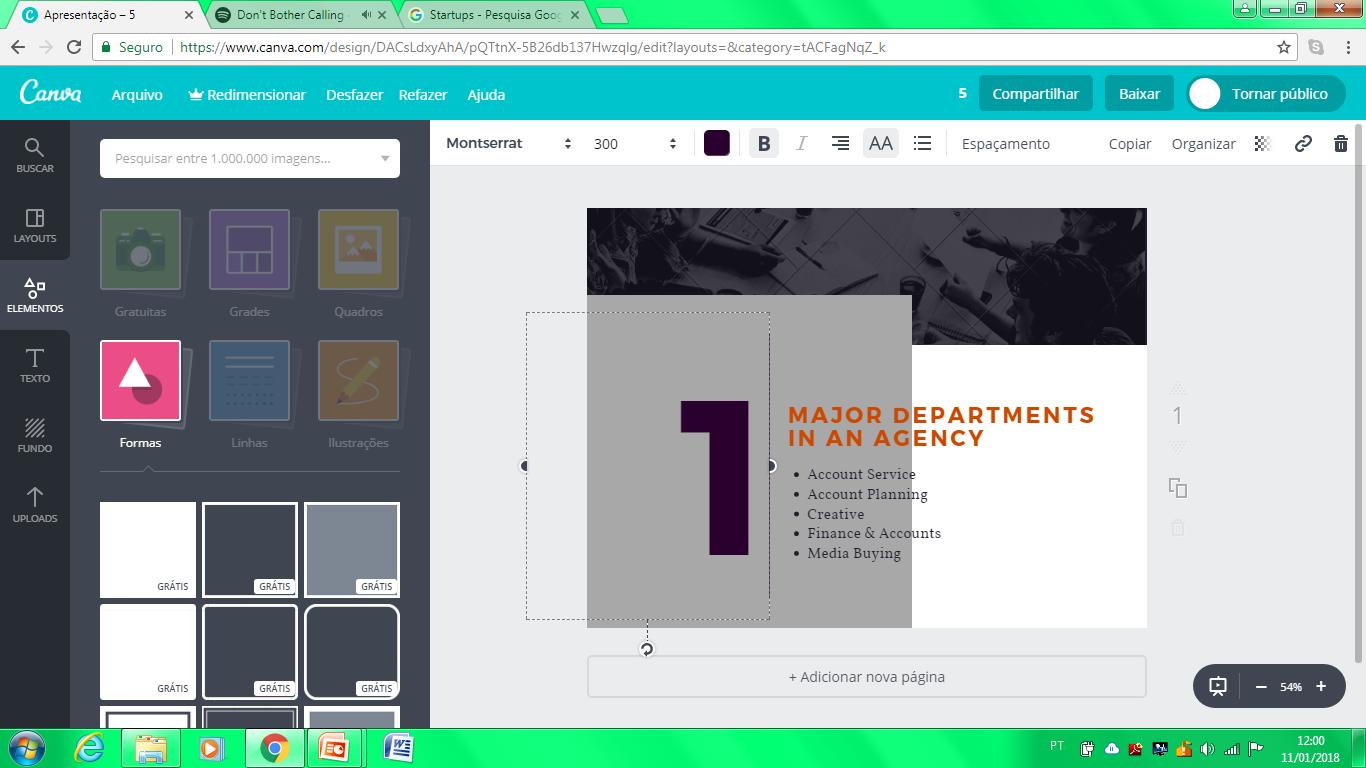 Apresentação – 5
Don't Bother Calling
Startups - Pesquisa Goog
Seguro
https://www.canva.com/design/DACsLdxyAhA/pQTtnX-5B26db137Hwzqlg/edit?layouts=&category=tACFagNqZ_k
Canva
Arquivo
Redimensionar
Desfazer
Refazer
Ajuda
5
Compartilhar
Baixar
Tornar público
BUSCAR
LAYOUTS
ELEMENTOS
TEXTO
FUNDO
UPLOADS
Pesquisar entre 1.000.000 imagens...
Gratuitas
Grades
Quadros
Formas
Linhas
Ilustrações
GRÁTIS
GRÁTIS
GRÁTIS
GRÁTIS
GRÁTIS
GRÁTIS
Montserrat
300
B
I
AA
Espaçamento
Copiar
Organizar
1
MAJOR DEPARTMENTS
IN AN AGENCY
Account Service
Account Planning
Creative
Finance & Accounts
Media Buying
1
+ Adicionar nova página
54%
PT
12:00
11/01/2018